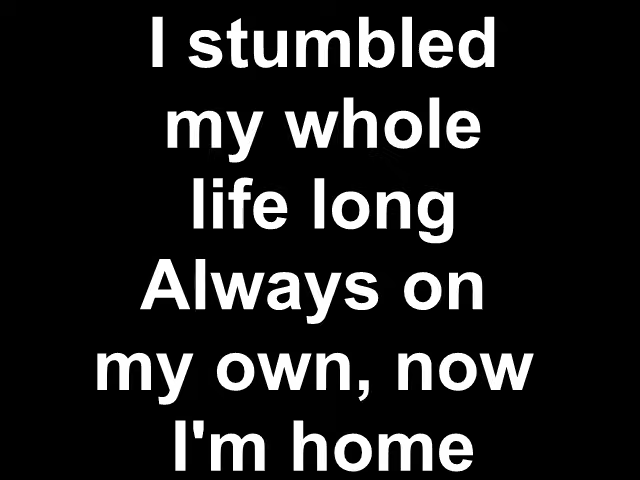 I stumbled
my whole
life long
Always on
my own, now
I'm home